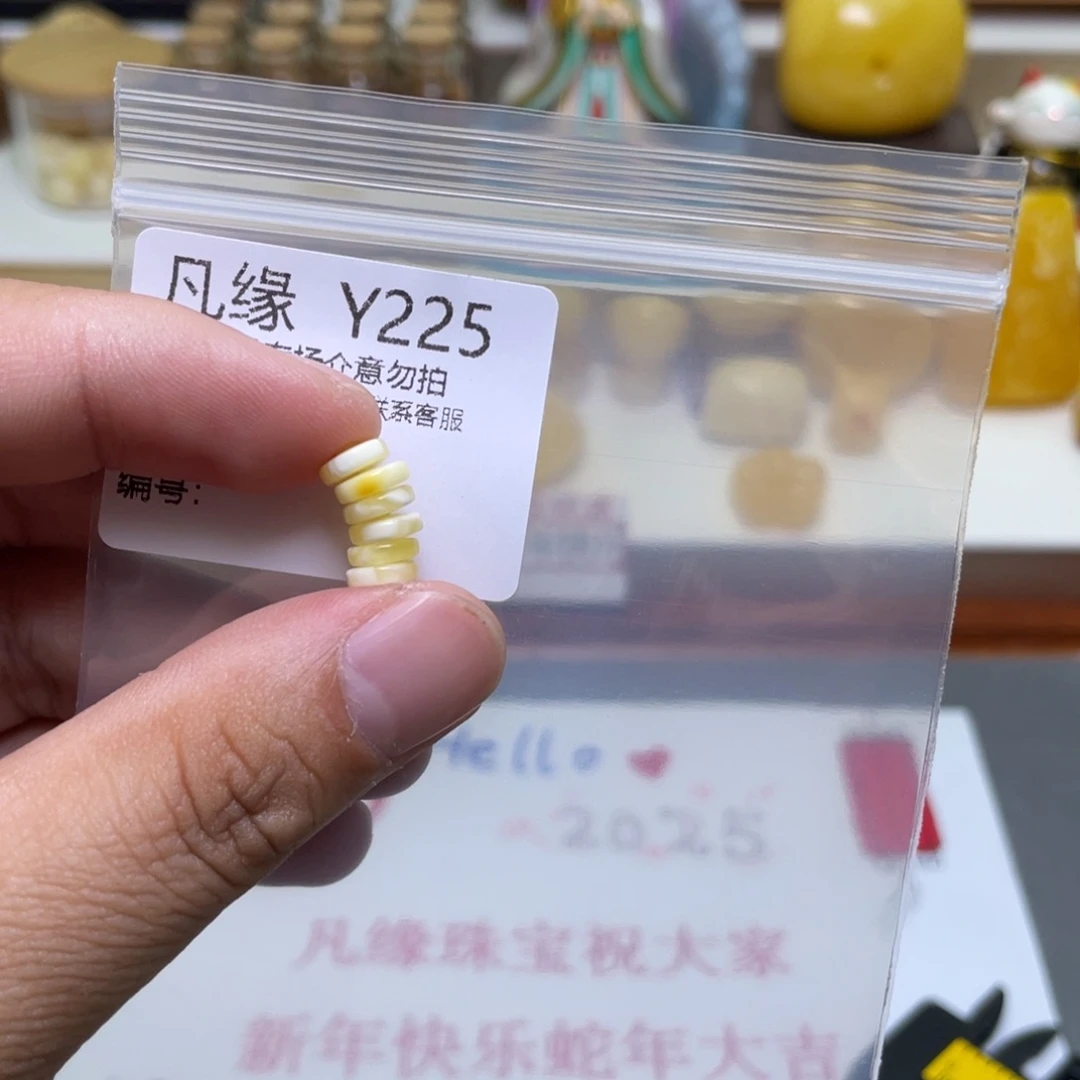 凡缘 Y225
介意勿拍
联系客服
编号:
Hello
2025
凡缘珠宝祝大家
新年快乐蛇年大吉